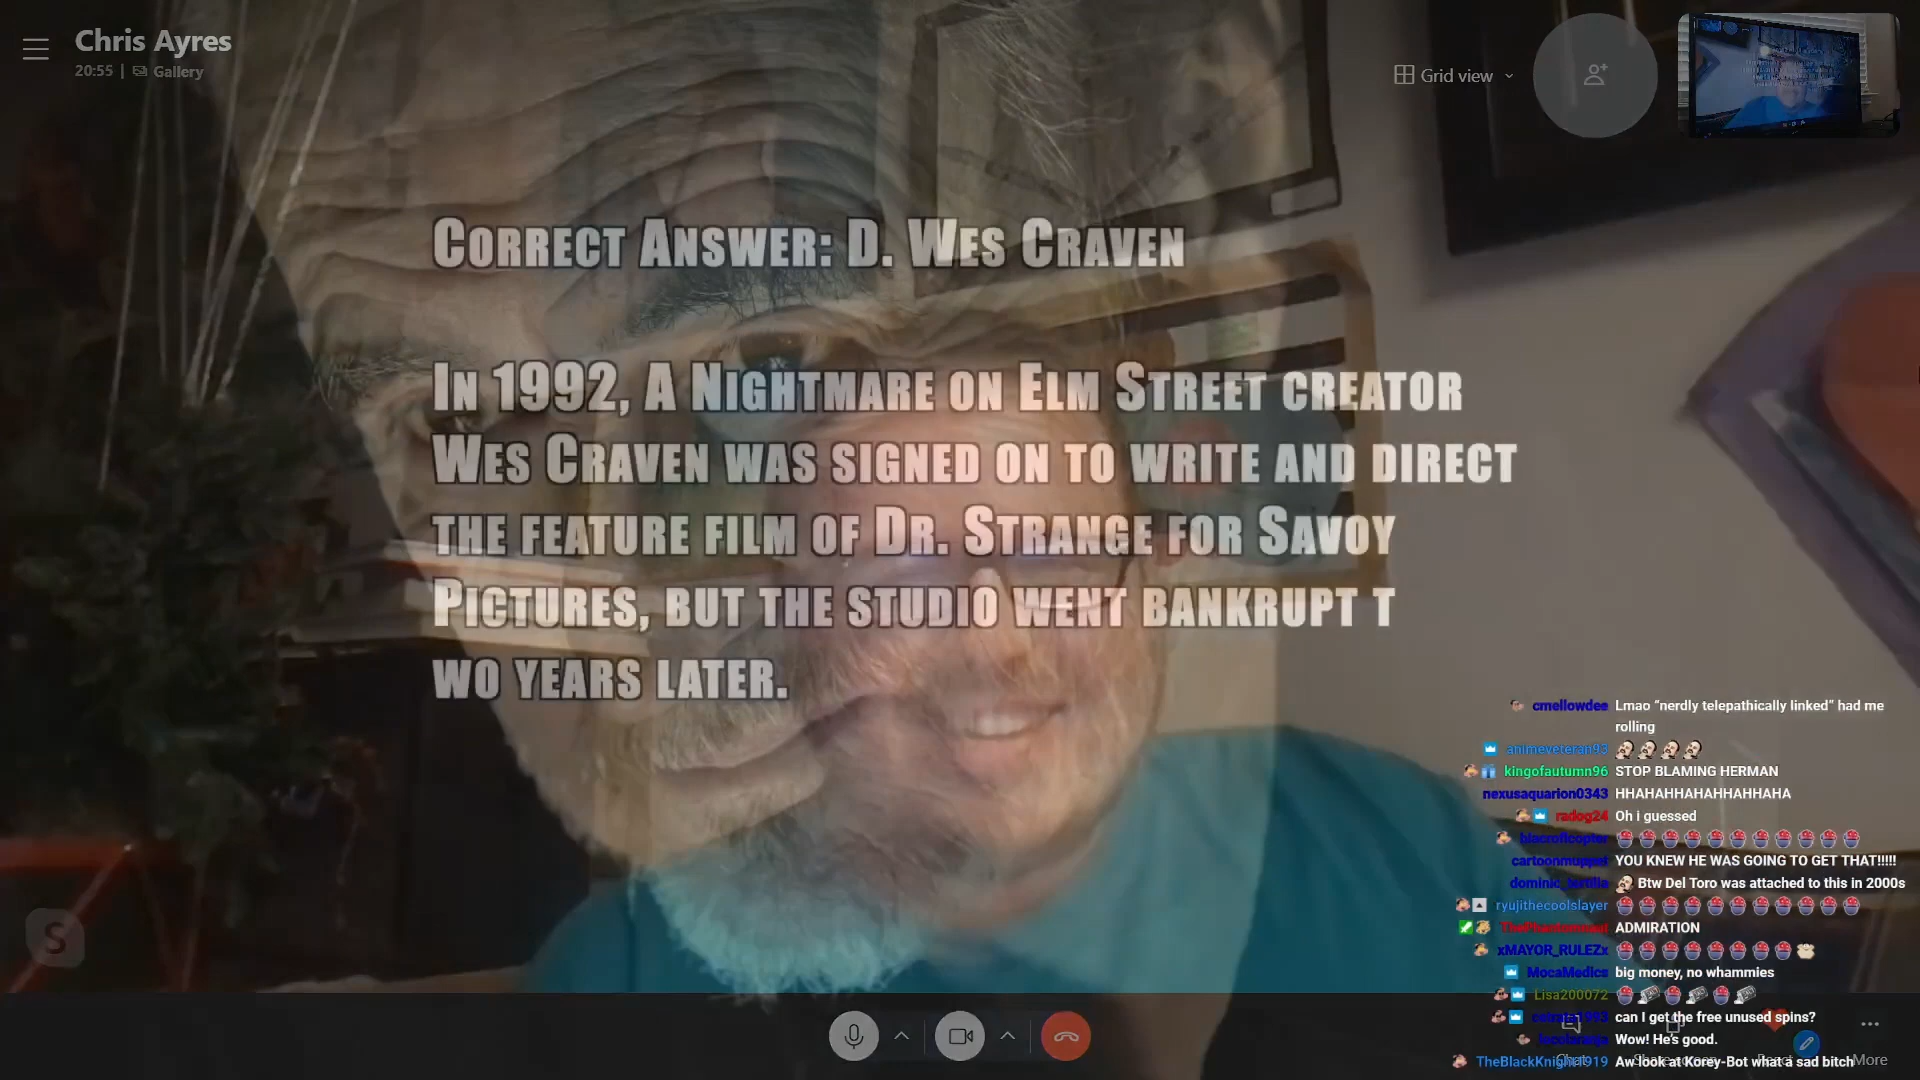 Chris Ayres
20:55 | Gallery
Grid view
CORRECT ANSWER: D. WES CRAVEN
IN 1992, A NIGHTMARE ON ELM STREET CREATOR
WES CRAVEN WAS SIGNED ON TO WRITE AND DIRECT
THE FEATURE FILM OF DR. STRANGE FOR SAVOY
PICTURES, BUT THE STUDIO WENT BANKRUPT T
WO YEARS LATER.
cmellowdee Lmao “nerdly telepathically linked” had me
rolling
animeveteran93
kingofautumn96 STOP BLAMING HERMAN
nexusaquarion0343 HHAHAHHAHAHHAHHAHA
radog24 Oh i guessed
YOU KNEW HE WAS GOING TO GET THAT!!!!!
Btw Del Toro was attached to this in 2000s
ryujithecoolslayer
ADMIRATION
xMAYOR_RULEZx
MocaMedics big money, no whammies
Lisa200072
can I get the free unused spins?
Wow! He's good.
TheBlackKnight1919 Aw look at Korey-Bot what a sad bitch
S
More